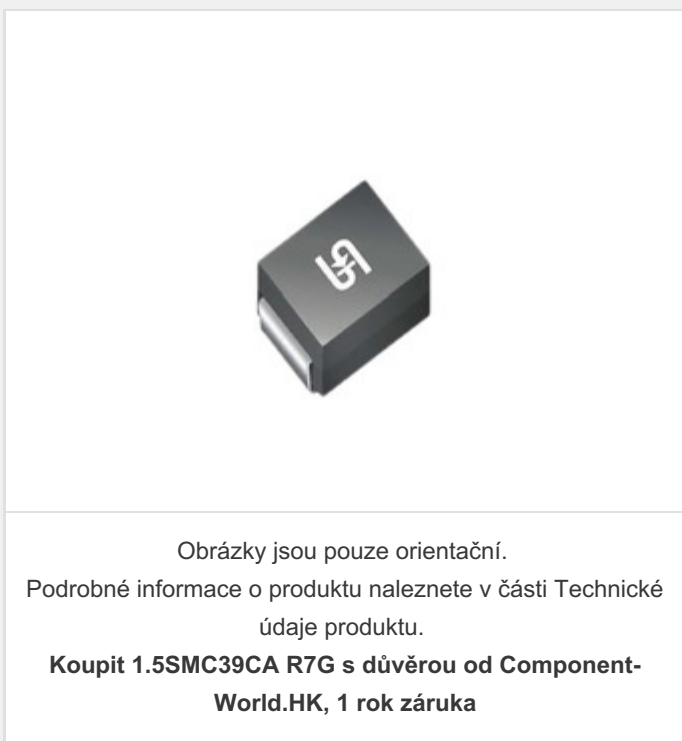 Obrázky jsou pouze orientační.
Podrobné informace o produktu naleznete v části Technické
údaje produktu.
Koupit 1.5SMC39CA R7G s důvěrou od Component-
World.HK, 1 rok záruka